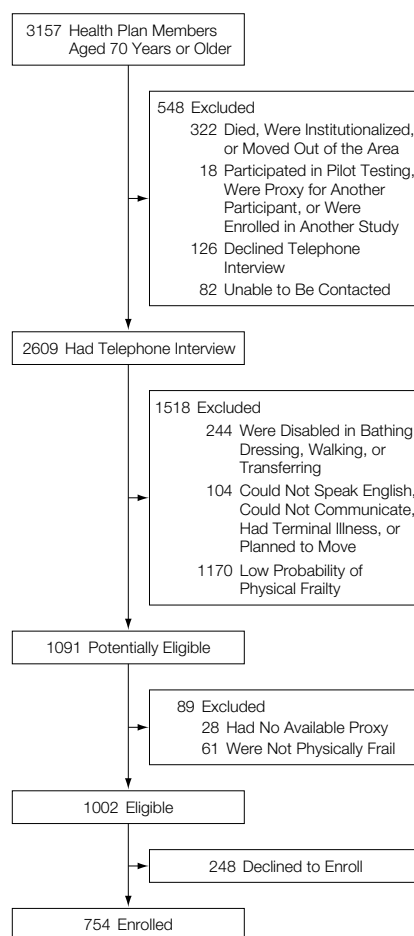 3157 Health Plan Members
Aged 70 Years or Older
548 Excluded
322 Died, Were Institutionalized,
or Moved Out of the Area
18 Participated in Pilot Testing,
Were Proxy for Another
Participant, or Were
Enrolled in Another Study
126 Declined Telephone
Interview
82 Unable to Be Contacted
2609 Had Telephone Interview
1518 Excluded
244 Were Disabled in Bathing
Dressing, Walking, or
Transferring
104 Could Not Speak English,
Could Not Communicate,
Had Terminal Illness, or
Planned to Move
1170 Low Probability of
Physical Frailty
1091 Potentially Eligible
89 Excluded
28 Had No Available Proxy
61 Were Not Physically Frail
1002 Eligible
248 Declined to Enroll
754 Enrolled